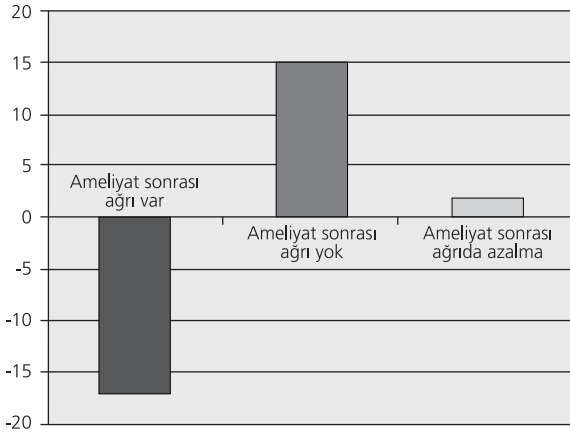 20
15
10
5
0
-5
-10
-15
-20
Ameliyat sonrası
ağrı var
Ameliyat sonrası
ağrı yok
Ameliyat sonrası
ağrıda azalma